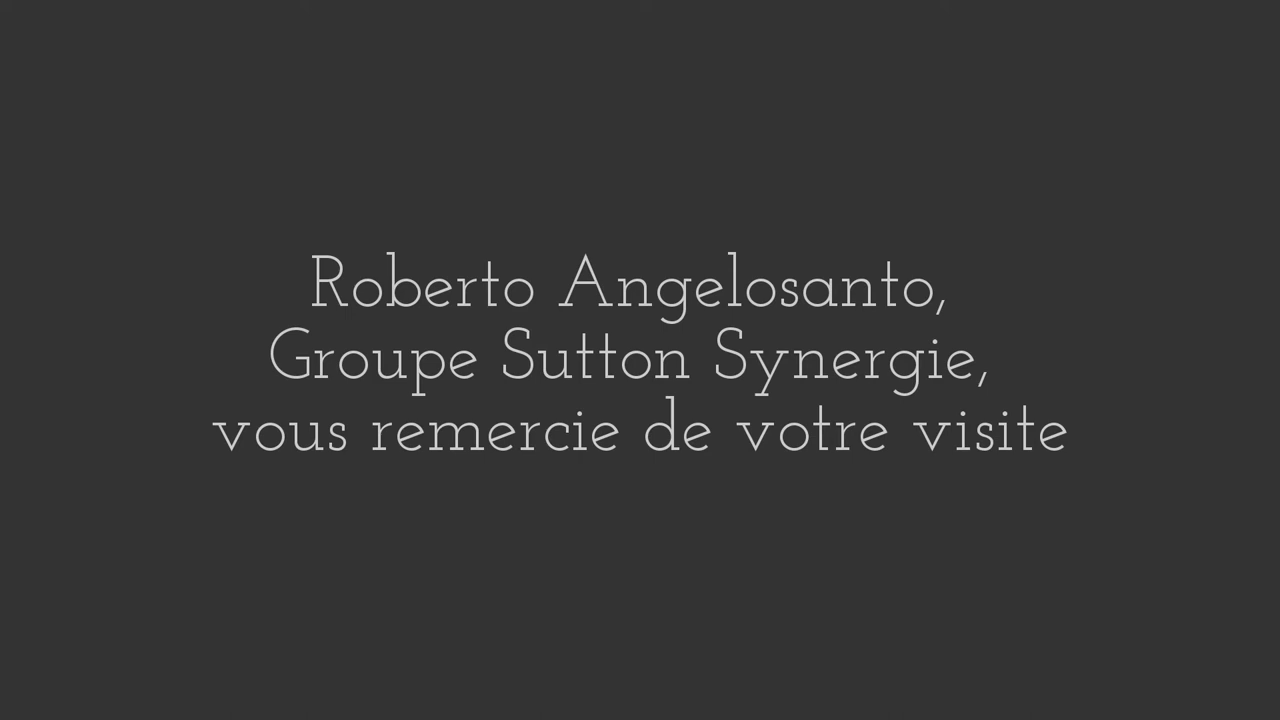 Roberto Angelosanto,
Groupe Sutton Synergie,
vous remercie de votre visite